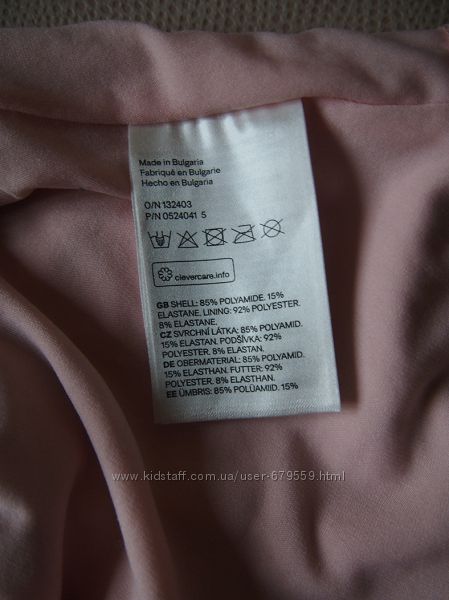 Made in Bulgaria
Fabriqué en Bulgarie
Hecho en Bulgaria
O/N 132403
P/N 0524041 5
clevercare.info
GB SHELL: 85% POLYAMIDE. 15%
ELASTANE. LINING: 92% POLYESTER.
8% ELASTANE.
CZ SVRCHNÍ LÁTKA: 85% POLYAMID.
15% ELASTAN. PODŠÍVKA: 92%
POLYESTER. 8% ELASTAN.
DE OBERMATERIAL: 85% POLYAMID.
15% ELASTHAN. FUTTER: 92%
POLYESTER. 8% ELASTHAN.
EE ÜMBRIS: 85% POLÜAMIID. 15%
www.kidstaff.com.ua/user-679559.html